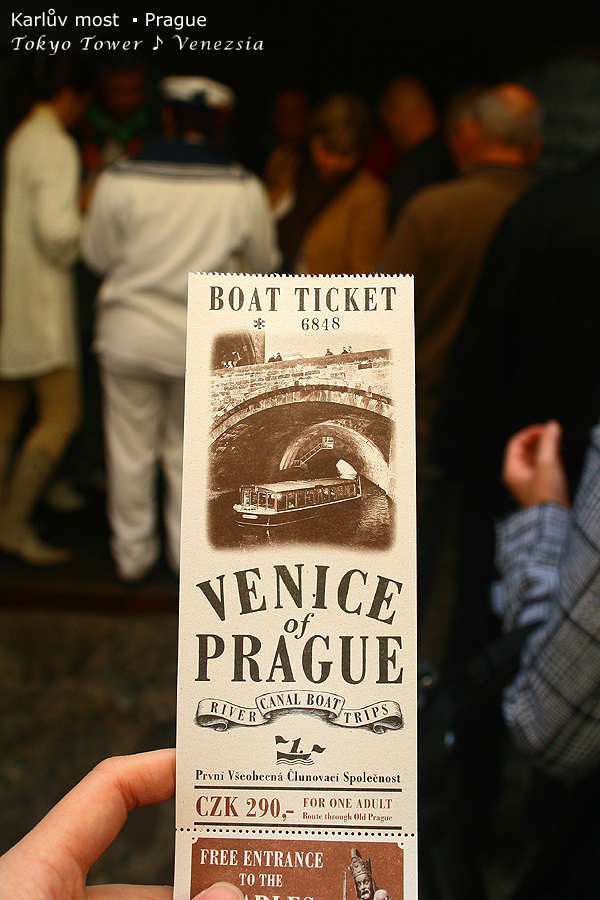 Karlův most ▪ Prague
Tokyo Tower ♪ Venezsia
BOAT TICKET
6848
VENICE
of
PRAGUE
RIVER CANAL BOAT TRIPS
1.
První Všeobecná Člunovací Společnost
CZK 290,- FOR ONE ADULT
Route through Old Prague
FREE ENTRANCE
TO THE